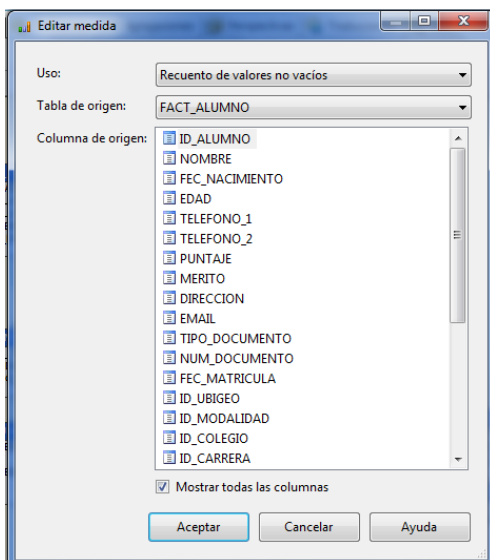 Editar medida
Uso:
Recuento de valores no vacíos
Tabla de origen:
FACT_ALUMNO
Columna de origen:
ID_ALUMNO
NOMBRE
FEC_NACIMIENTO
EDAD
TELEFONO_1
TELEFONO_2
PUNTAJE
MERITO
DIRECCION
EMAIL
TIPO_DOCUMENTO
NUM_DOCUMENTO
FEC_MATRICULA
ID_UBIGEO
ID_MODALIDAD
ID_COLEGIO
ID_CARRERA
Mostrar todas las columnas
Aceptar
Cancelar
Ayuda